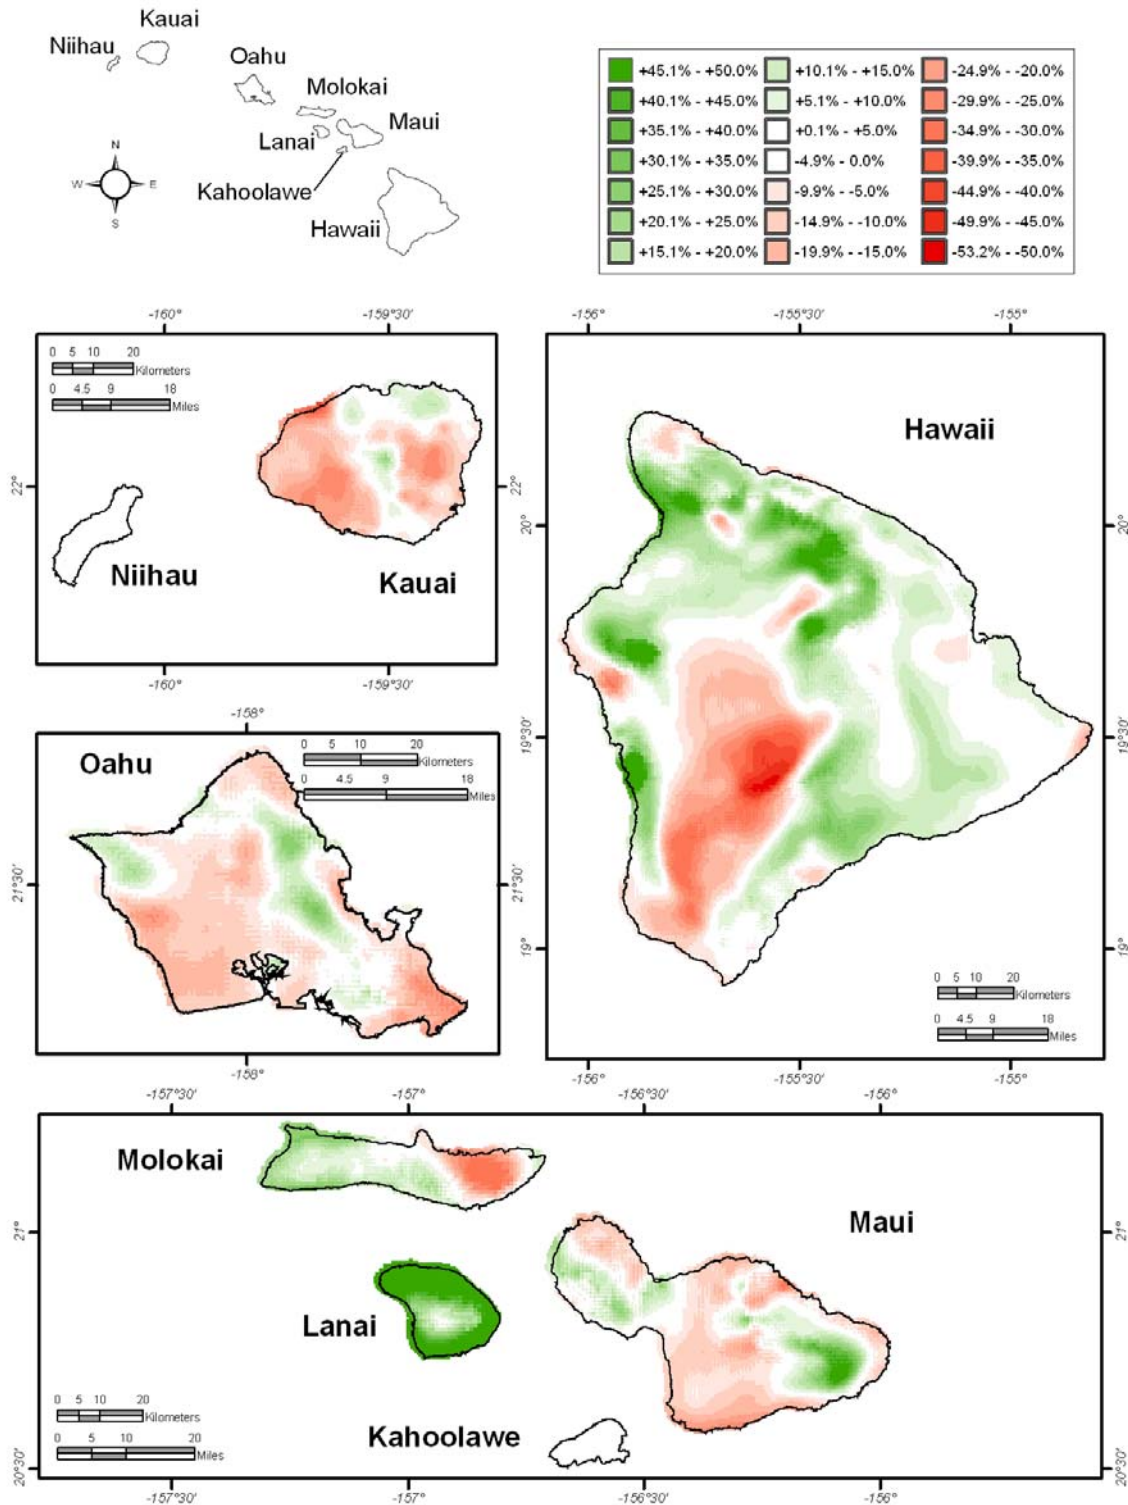 Kauai
Niihau
Oahu
Molokai
Lanai
Maui
Kahoolawe
Hawaii
N
W E
S
+45.1% - +50.0% +10.1% - +15.0% -24.9% - -20.0%
+40.1% - +45.0% +5.1% - +10.0% -29.9% - -25.0%
+35.1% - +40.0% +0.1% - +5.0% -34.9% - -30.0%
+30.1% - +35.0% -4.9% - 0.0% -39.9% - -35.0%
+25.1% - +30.0% -9.9% - -5.0% -44.9% - -40.0%
+20.1% - +25.0% -14.9% - -10.0% -49.9% - -45.0%
+15.1% - +20.0% -19.9% - -15.0% -53.2% - -50.0%
-160° -159°30'
0 5 10 20
Kilometers
0 4.5 9 18
Miles
22° 22°
Niihau
Kauai
-160° -159°30'
-156° -155°30' -155°
Hawaii
20° 20°
19°30' 19°30'
19° 19°
0 5 10 20
Kilometers
0 4.5 9 18
Miles
-156° -155°30' -155°
-158°
Oahu
0 5 10 20
Kilometers
0 4.5 9 18
Miles
21°30' 21°30'
-158°
-157°30' -157° -156°30' -156°
Molokai
Maui
21° 21°
Lanai
0 5 10 20
Kilometers
0 5 10 20
Miles
Kahoolawe
20°30' 20°30'
-157°30' -157° -156°30' -156°